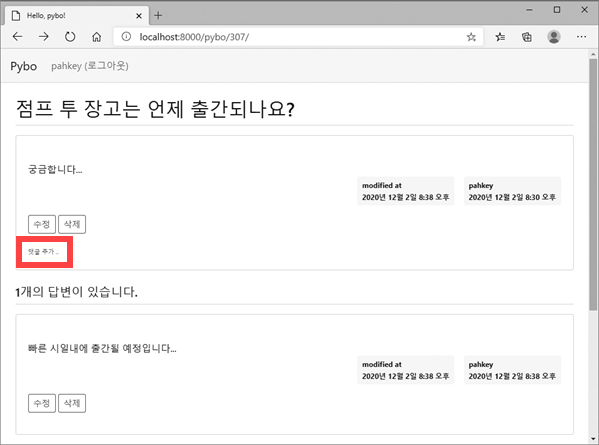 Hello, pybo!
localhost:8000/pybo/307/
Pybo pahkey (로그아웃)
점프 투 장고는 언제 출간되나요?
궁금합니다...
modified at
2020년 12월 2일 8:38 오후
pahkey
2020년 12월 2일 8:30 오후
수정 삭제
댓글 추가 ..
1개의 답변이 있습니다.
빠른 시일내에 출간될 예정입니다...
modified at
2020년 12월 2일 8:38 오후
pahkey
2020년 12월 2일 8:38 오후
수정 삭제